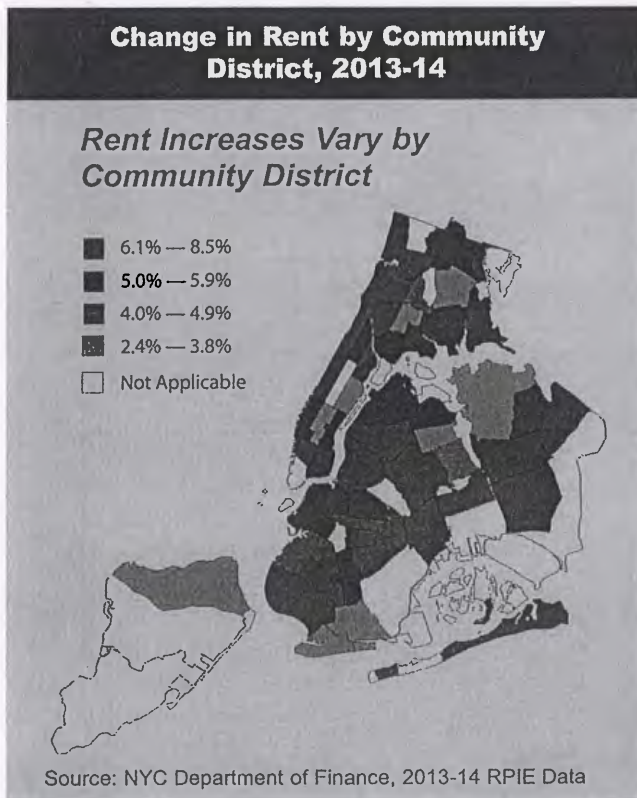 Change in Rent by Community
District, 2013-14
Rent Increases Vary by
Community District
6.1% — 8.5%
5.0% — 5.9%
4.0% — 4.9%
2.4% — 3.8%
Not Applicable
Source: NYC Department of Finance, 2013-14 RPIE Data